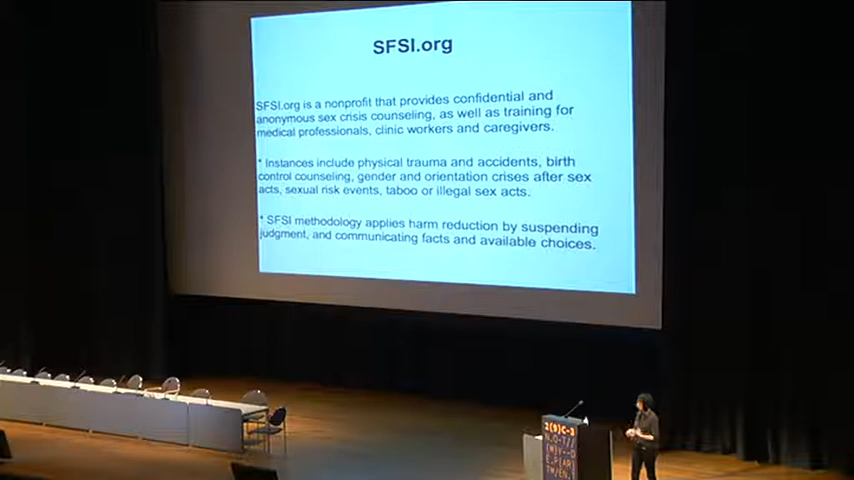 SFSI.org
SFSI.org is a nonprofit that provides confidential and
anonymous sex crisis counseling, as well as training for
medical professionals, clinic workers and caregivers.
* Instances include physical trauma and accidents, birth
control counseling, gender and orientation crises after sex
acts, sexual risk events, taboo or illegal sex acts.
* SFSI methodology applies harm reduction by suspending
judgment, and communicating facts and available choices.
2(9)C-3
N.O-T/